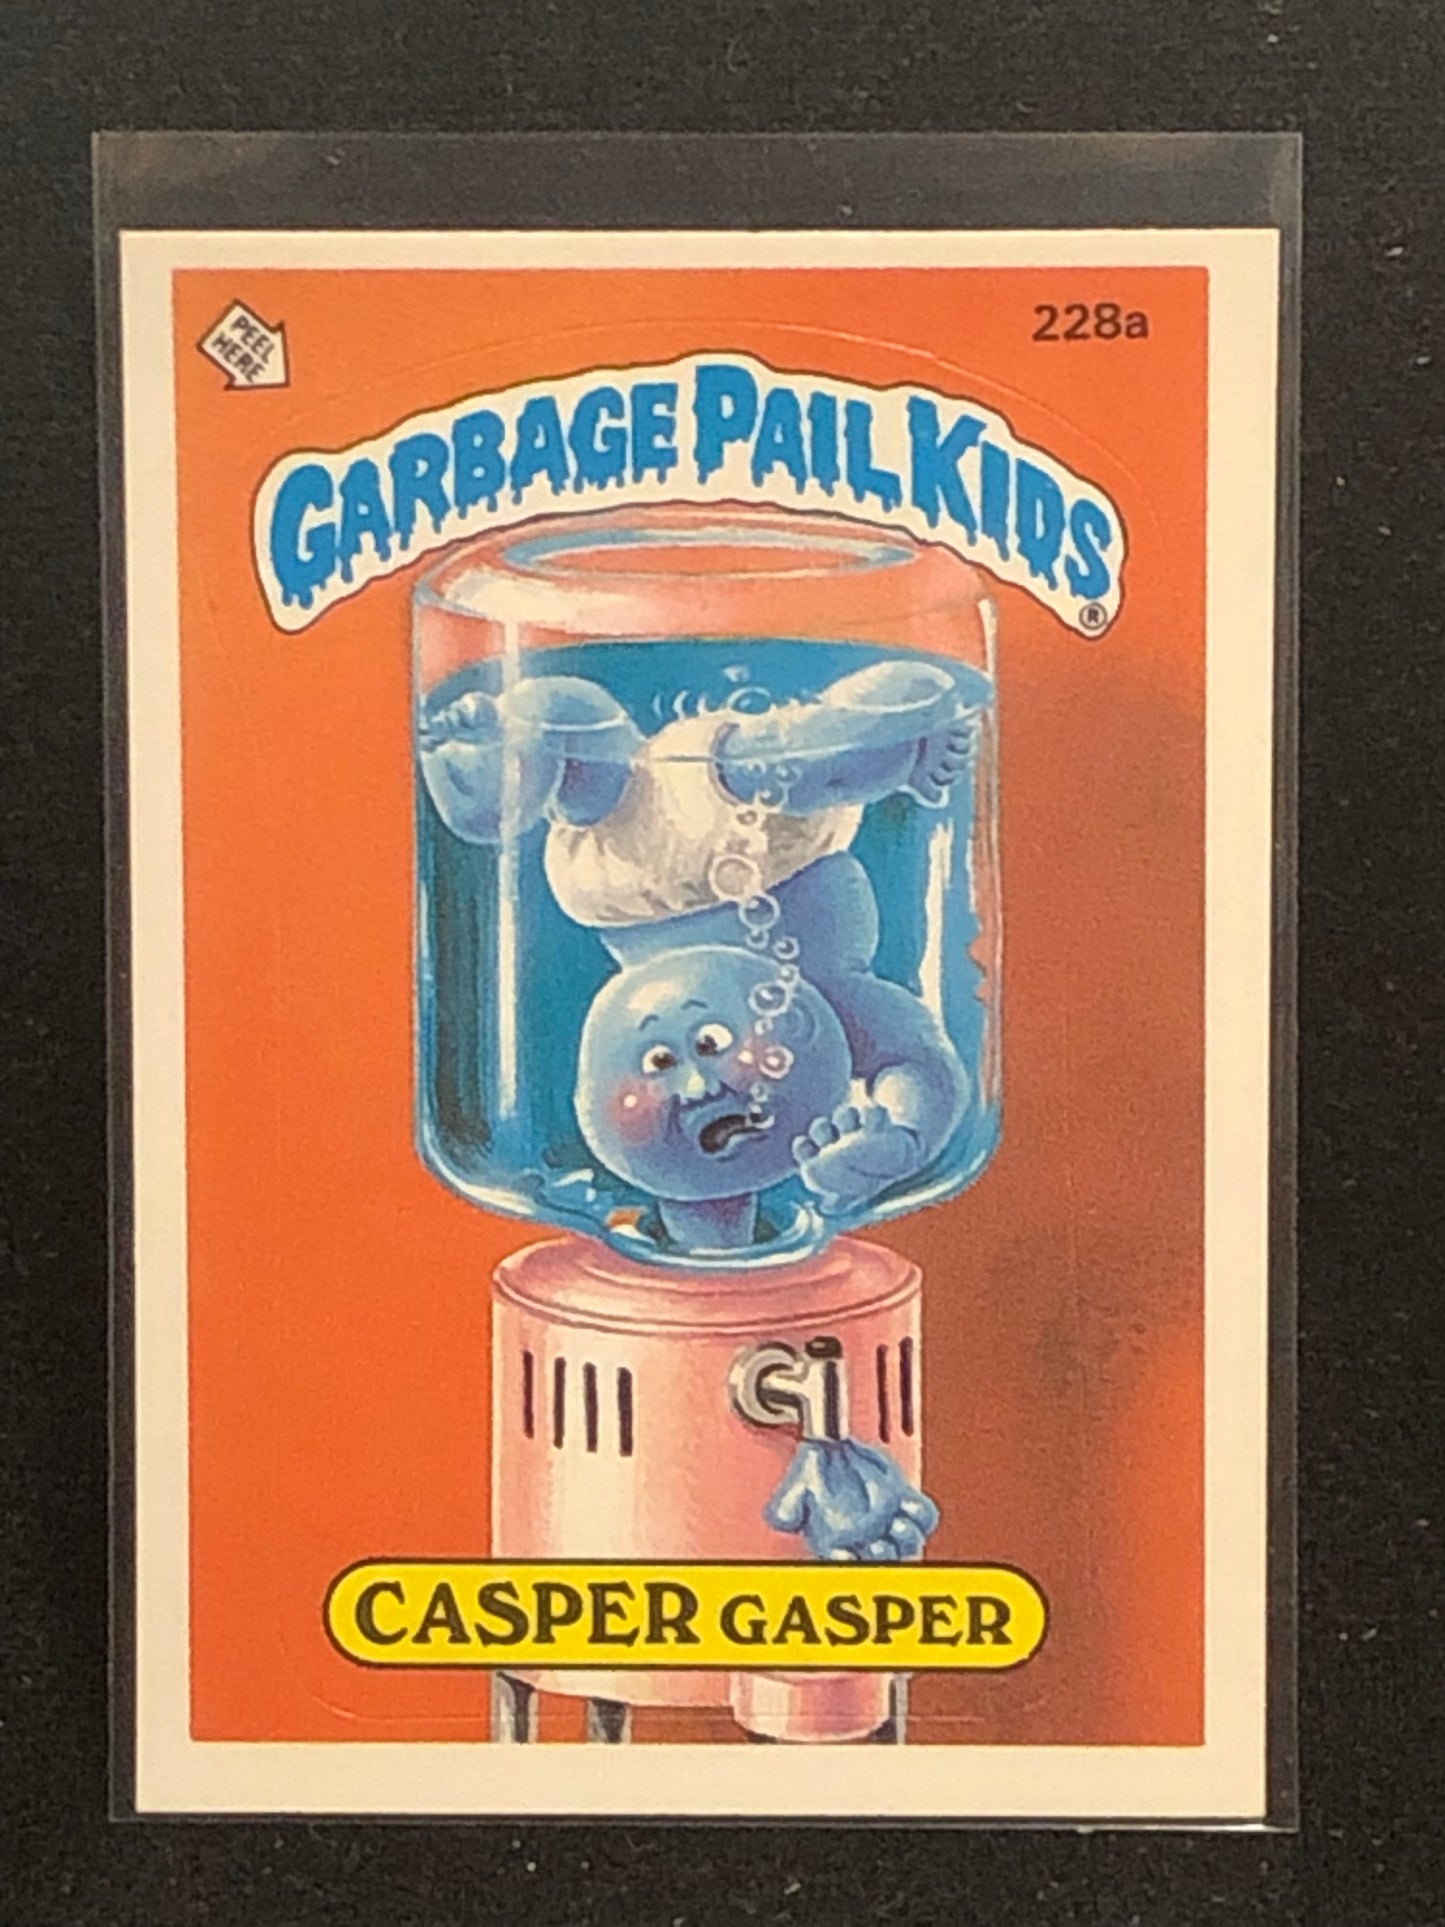 PEEL
HERE
228a
GARBAGE PAIL KIDS
®
CASPER GASPER